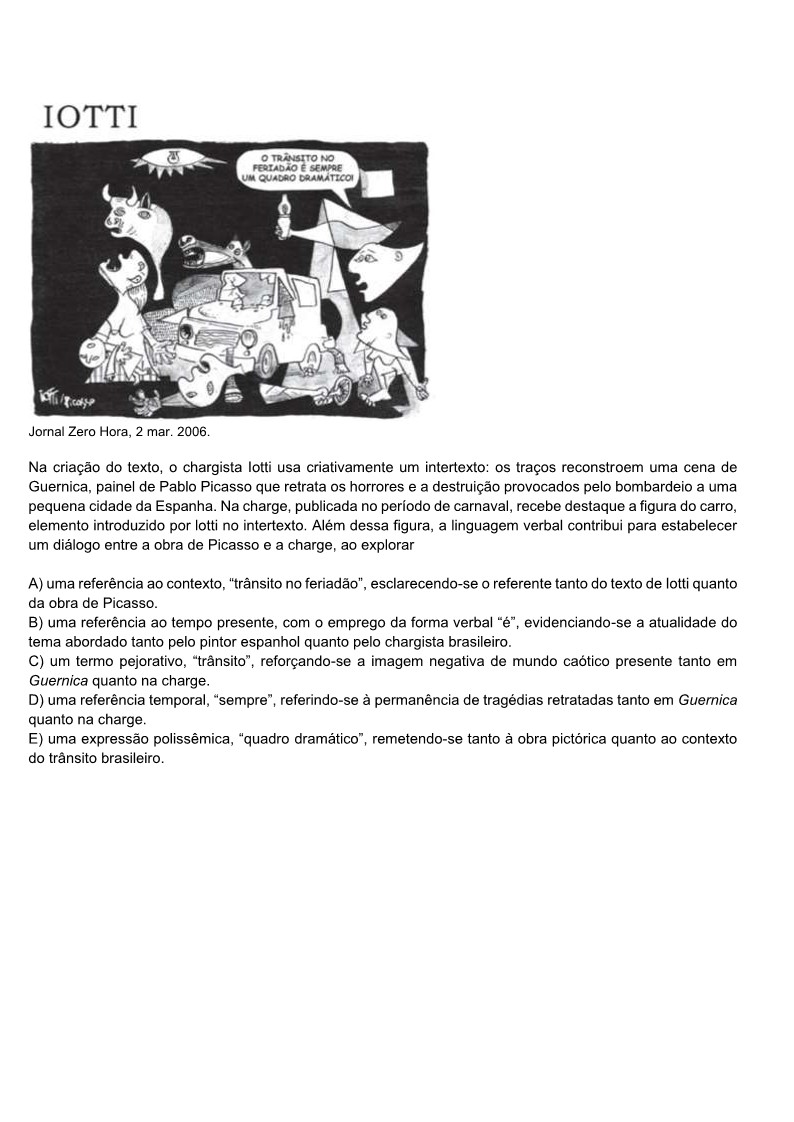 IOTTI
O TRÂNSITO NO
FERIADÃO É SEMPRE
UM QUADRO DRAMÁTICO!
iotti/Picasso
Jornal Zero Hora, 2 mar. 2006.
Na criação do texto, o chargista Iotti usa criativamente um intertexto: os traços reconstroem uma cena de
Guernica, painel de Pablo Picasso que retrata os horrores e a destruição provocados pelo bombardeio a uma
pequena cidade da Espanha. Na charge, publicada no período de carnaval, recebe destaque a figura do carro,
elemento introduzido por Iotti no intertexto. Além dessa figura, a linguagem verbal contribui para estabelecer
um diálogo entre a obra de Picasso e a charge, ao explorar
A) uma referência ao contexto, “trânsito no feriadão”, esclarecendo-se o referente tanto do texto de Iotti quanto
da obra de Picasso.
B) uma referência ao tempo presente, com o emprego da forma verbal “é”, evidenciando-se a atualidade do
tema abordado tanto pelo pintor espanhol quanto pelo chargista brasileiro.
C) um termo pejorativo, “trânsito”, reforçando-se a imagem negativa de mundo caótico presente tanto em
Guernica quanto na charge.
D) uma referência temporal, “sempre”, referindo-se à permanência de tragédias retratadas tanto em Guernica
quanto na charge.
E) uma expressão polissêmica, “quadro dramático”, remetendo-se tanto à obra pictórica quanto ao contexto
do trânsito brasileiro.